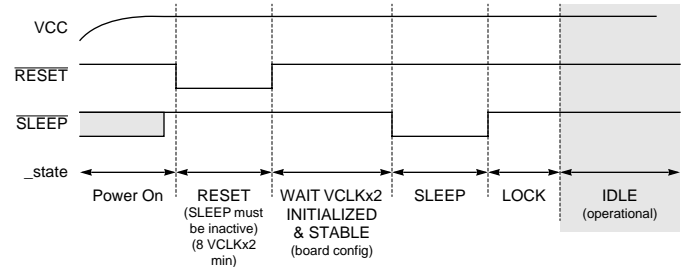 VCC
RESET
SLEEP
_state
Power On
RESET
(SLEEP must
be inactive)
(8 VCLKx2
min)
WAIT VCLKx2
INITIALIZED
& STABLE
(board config)
SLEEP
LOCK
IDLE
(operational)